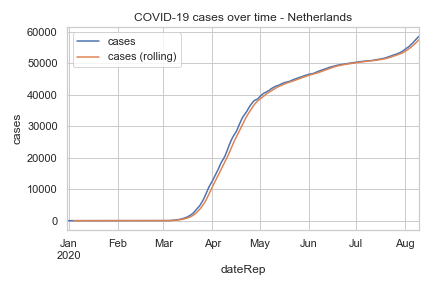 COVID-19 cases over time - Netherlands
cases
cases (rolling)
60000
50000
40000
30000
20000
10000
0
cases
Jan Feb Mar Apr May Jun Jul Aug
2020
dateRep